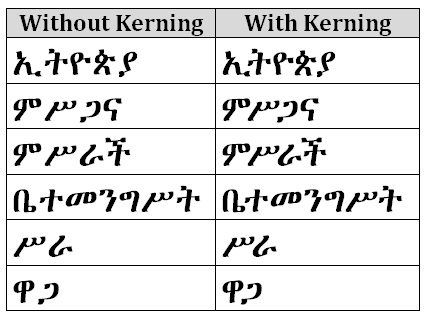 Without Kerning With Kerning
ኢትዮጵያ ኢትዮጵያ
ምሥጋና ምሥጋና
ምሥራች ምሥራች
ቤተመንግሥት ቤተመንግሥት
ሥራ ሥራ
ዋጋ ዋጋ